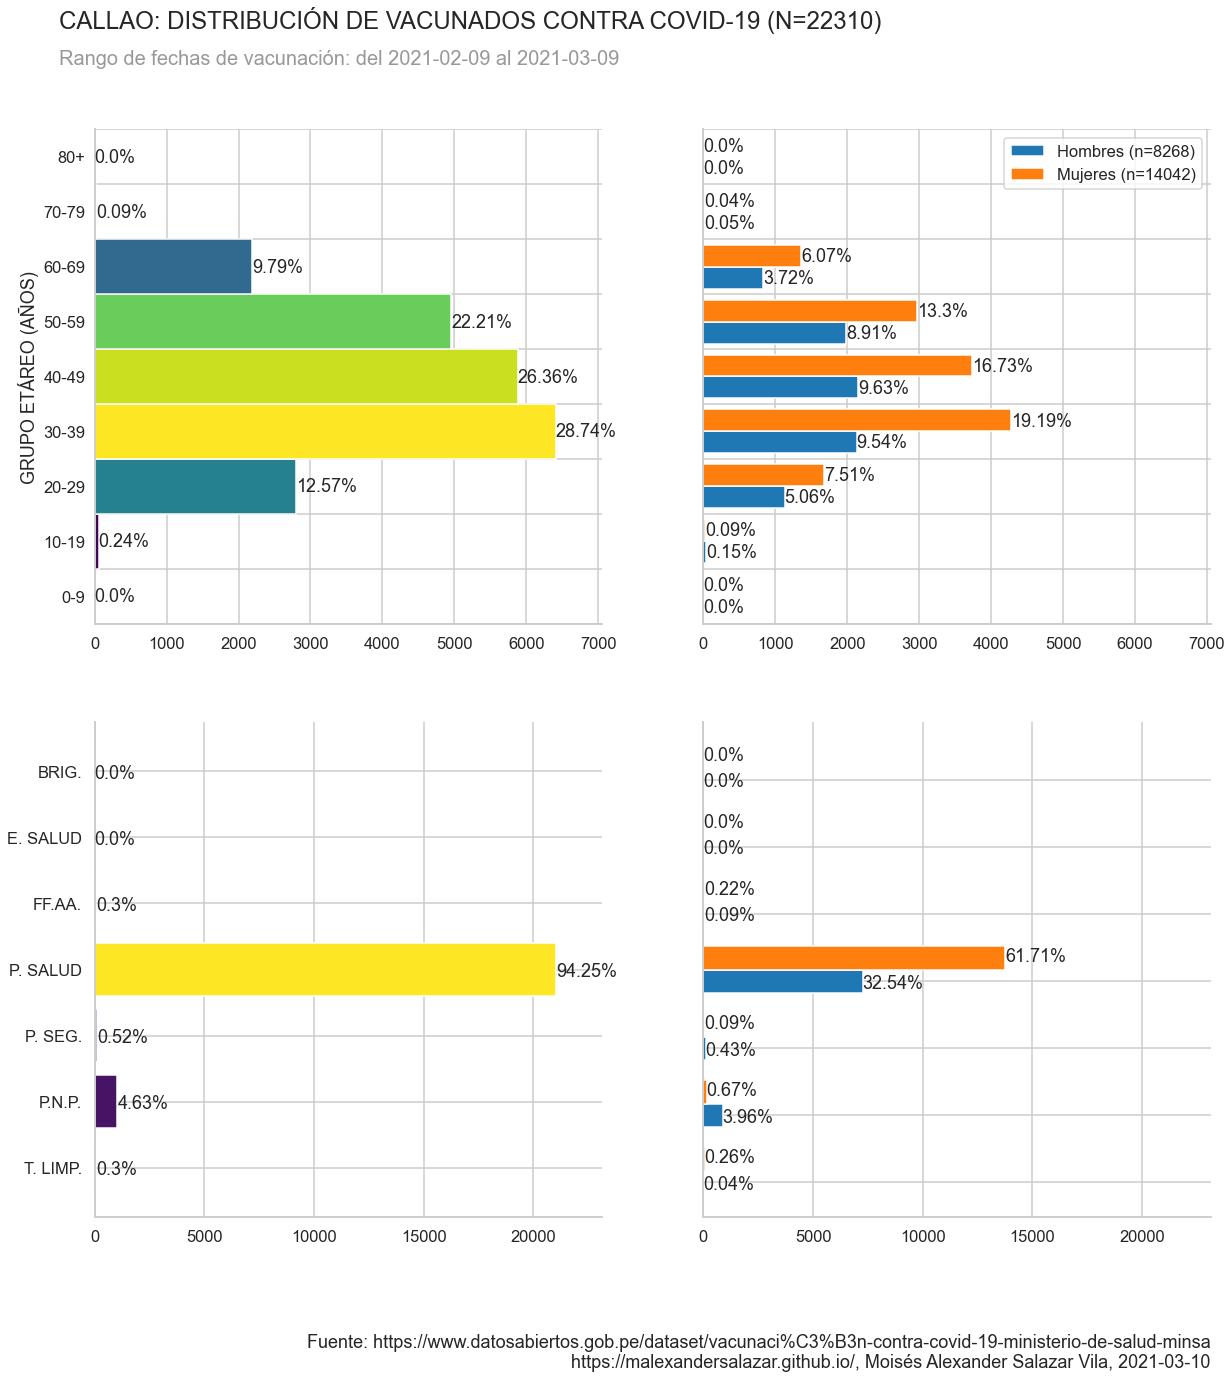 CALLAO: DISTRIBUCIÓN DE VACUNADOS CONTRA COVID-19 (N=22310)
Rango de fechas de vacunación: del 2021-02-09 al 2021-03-09
GRUPO ETÁREO (AÑOS)
80+ 0.0%
70-79 0.09%
60-69 9.79%
50-59 22.21%
40-49 26.36%
30-39 28.74%
20-29 12.57%
10-19 0.24%
0-9 0.0%
0 1000 2000 3000 4000 5000 6000 7000
Hombres (n=8268)
Mujeres (n=14042)
0.0%
0.0%
0.04%
0.05%
6.07%
3.72%
13.3%
8.91%
16.73%
9.63%
19.19%
9.54%
7.51%
5.06%
0.09%
0.15%
0.0%
0.0%
0 1000 2000 3000 4000 5000 6000 7000
BRIG. 0.0%
E. SALUD 0.0%
FF.AA. 0.3%
P. SALUD 94.25%
P. SEG. 0.52%
P.N.P. 4.63%
T. LIMP. 0.3%
0 5000 10000 15000 20000
0.0%
0.0%
0.0%
0.0%
0.22%
0.09%
61.71%
32.54%
0.09%
0.43%
0.67%
3.96%
0.26%
0.04%
0 5000 10000 15000 20000
Fuente: https://www.datosabiertos.gob.pe/dataset/vacunaci%C3%B3n-contra-covid-19-ministerio-de-salud-minsa
https://malexandersalazar.github.io/, Moisés Alexander Salazar Vila, 2021-03-10